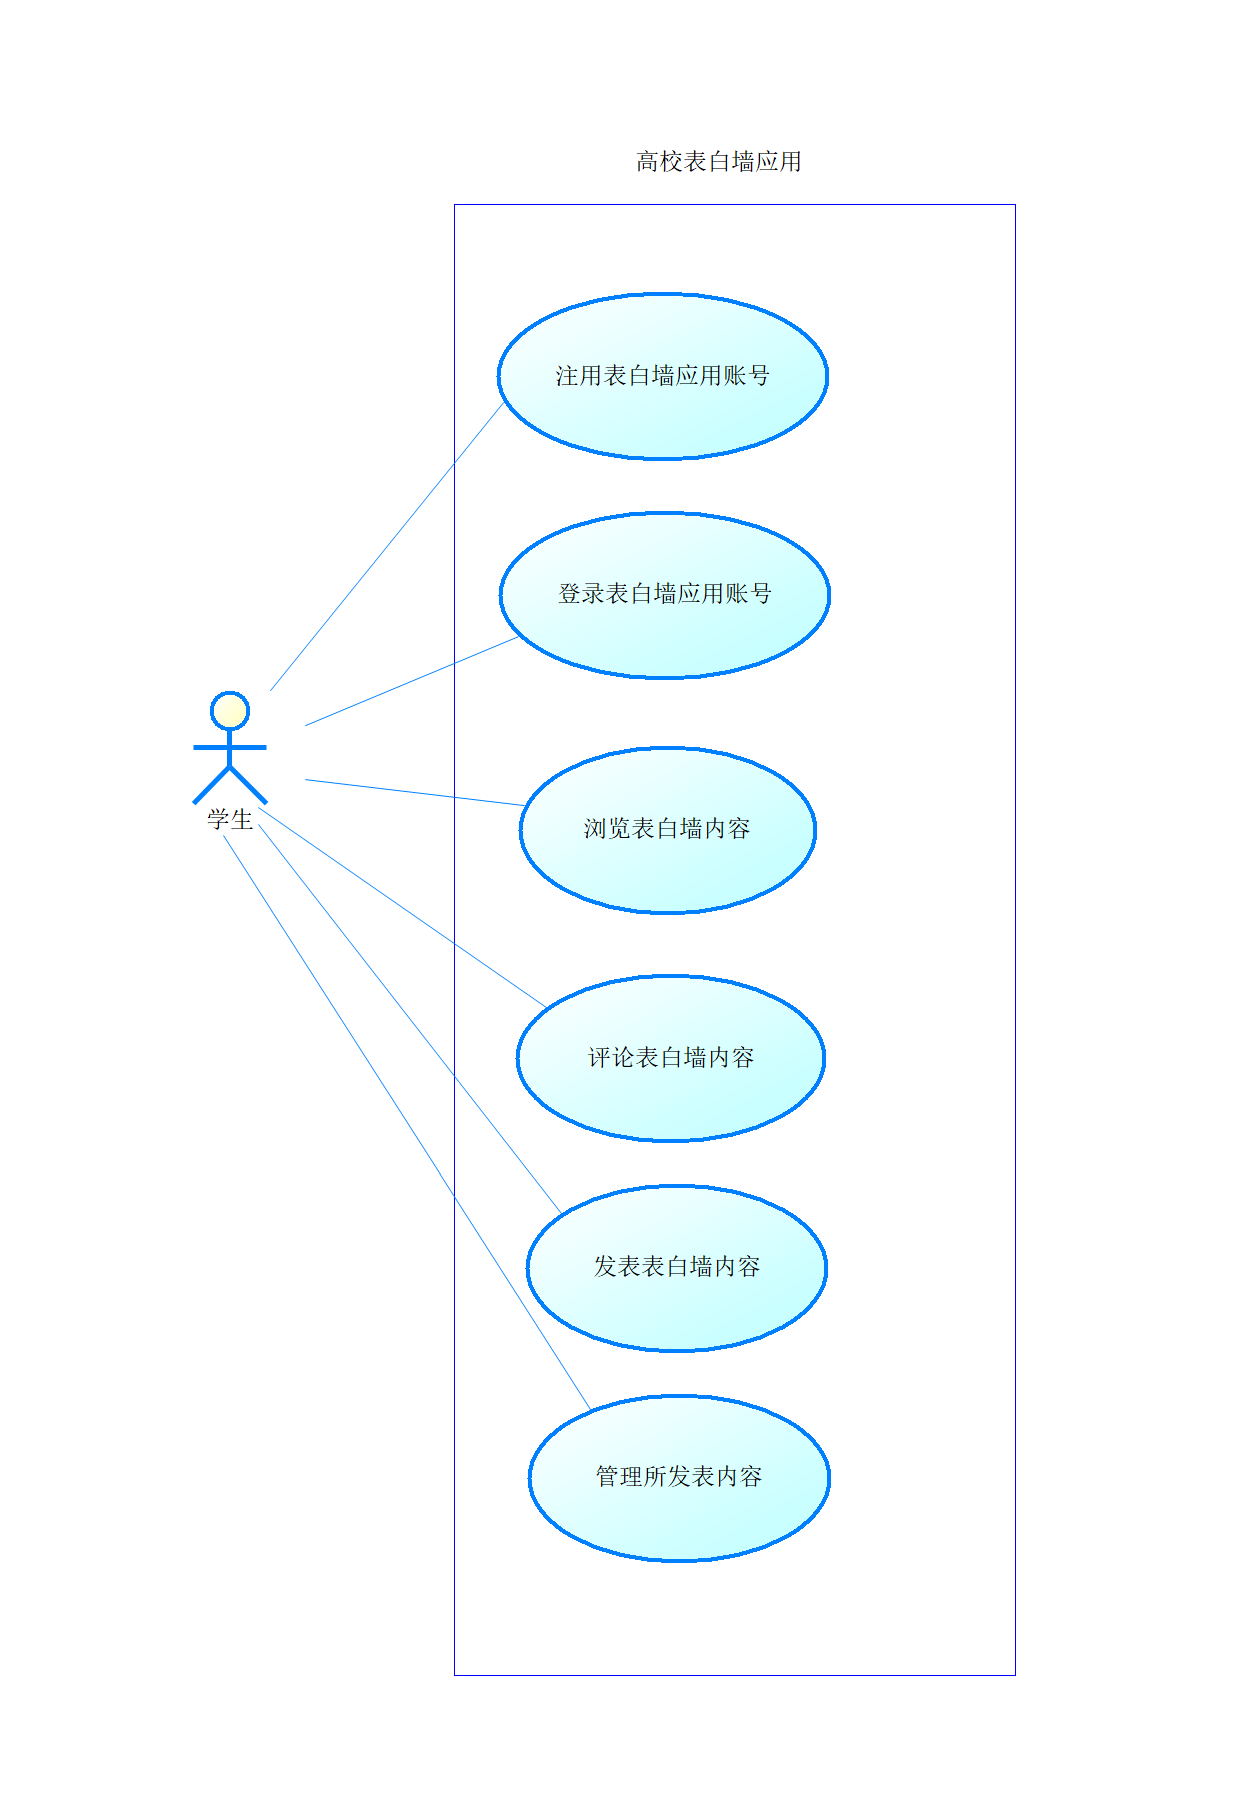 高校表白墙应用
注用表白墙应用账号
登录表白墙应用账号
学生
浏览表白墙内容
评论表白墙内容
发表表白墙内容
管理所发表内容